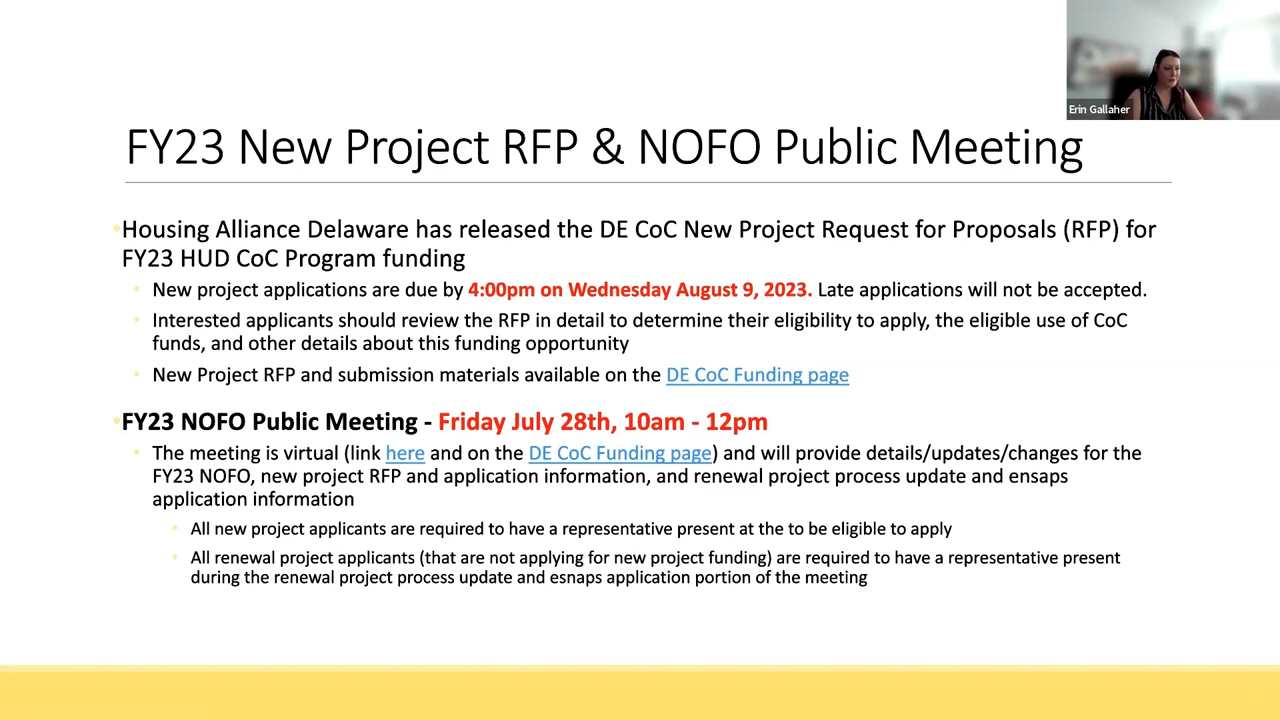 Erin Gallaher
FY23 New Project RFP & NOFO Public Meeting
•Housing Alliance Delaware has released the DE CoC New Project Request for Proposals (RFP) for
FY23 HUD CoC Program funding
• New project applications are due by 4:00pm on Wednesday August 9, 2023. Late applications will not be accepted.
• Interested applicants should review the RFP in detail to determine their eligibility to apply, the eligible use of CoC
funds, and other details about this funding opportunity
• New Project RFP and submission materials available on the DE CoC Funding page
•FY23 NOFO Public Meeting - Friday July 28th, 10am - 12pm
• The meeting is virtual (link here and on the DE CoC Funding page) and will provide details/updates/changes for the
FY23 NOFO, new project RFP and application information, and renewal project process update and ensaps
application information
• All new project applicants are required to have a representative present at the to be eligible to apply
• All renewal project applicants (that are not applying for new project funding) are required to have a representative present
during the renewal project process update and esnaps application portion of the meeting